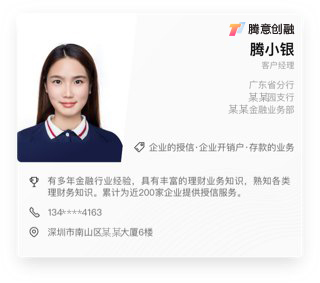 腾意创融
腾小银
客户经理
广东省分行
某某园支行
某某金融业务部
企业的授信·企业开销户·存款的业务
有多年金融行业经验，具有丰富的理财业务知识，熟知各类
理财务知识。累计为近200家企业提供授信服务。
134****4163
深圳市南山区某某大厦6楼